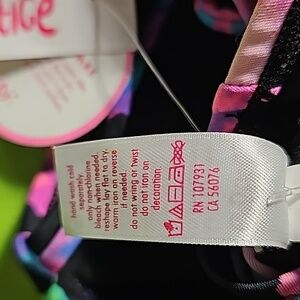 tice
hand wash cold
separately.
only non-chlorine
bleach when needed.
reshape lay flat to dry.
warm iron on reverse
if needed.
do not wring or twist
do not iron on
decoration.
RN 107931
CA 56076